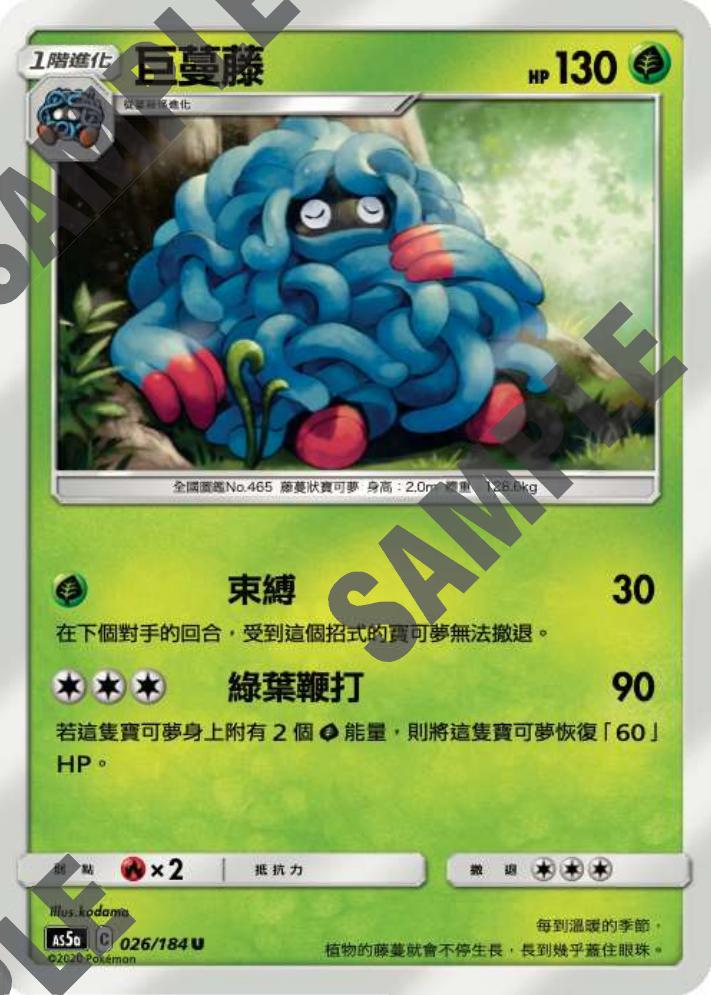 1階進化 巨蔓藤 HP 130
從蔓藤怪進化
全國圖鑑No.465 藤蔓狀寶可夢 身高：2.0m 體重：128.6kg
束縛 30
在下個對手的回合，受到這個招式的寶可夢無法撤退。
綠葉鞭打 90
若這隻寶可夢身上附有 2 個 能量，則將這隻寶可夢恢復「60」
HP。
弱點 ×2 抵抗力 撤退
Illus.kodama
AS5a C 026/184 U
©2020 Pokémon
每到溫暖的季節，
植物的藤蔓就會不停生長，長到幾乎蓋住眼珠。
SAMPLE
SAMPLE